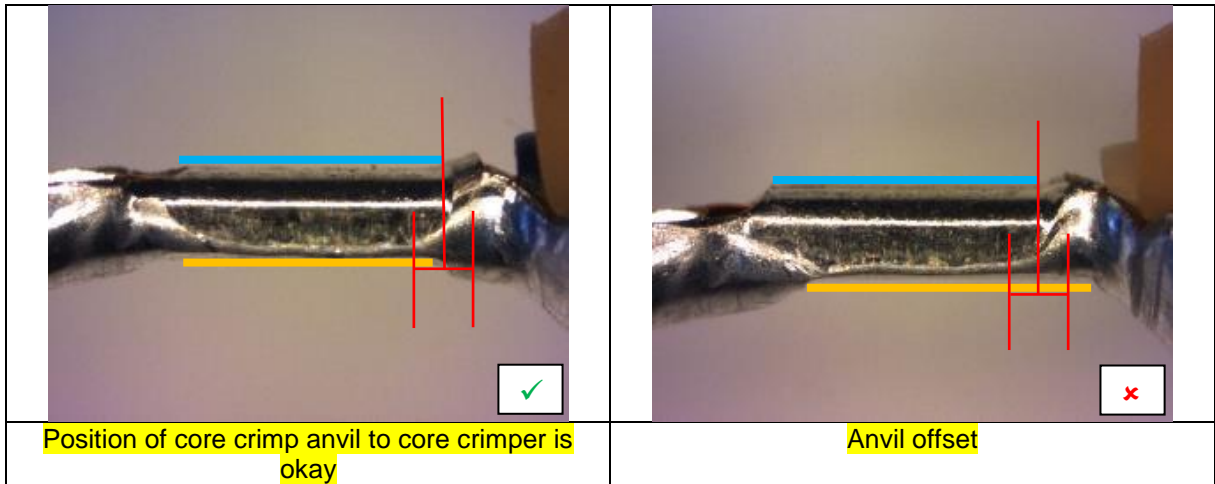 Position of core crimp anvil to core crimper is
okay
Anvil offset